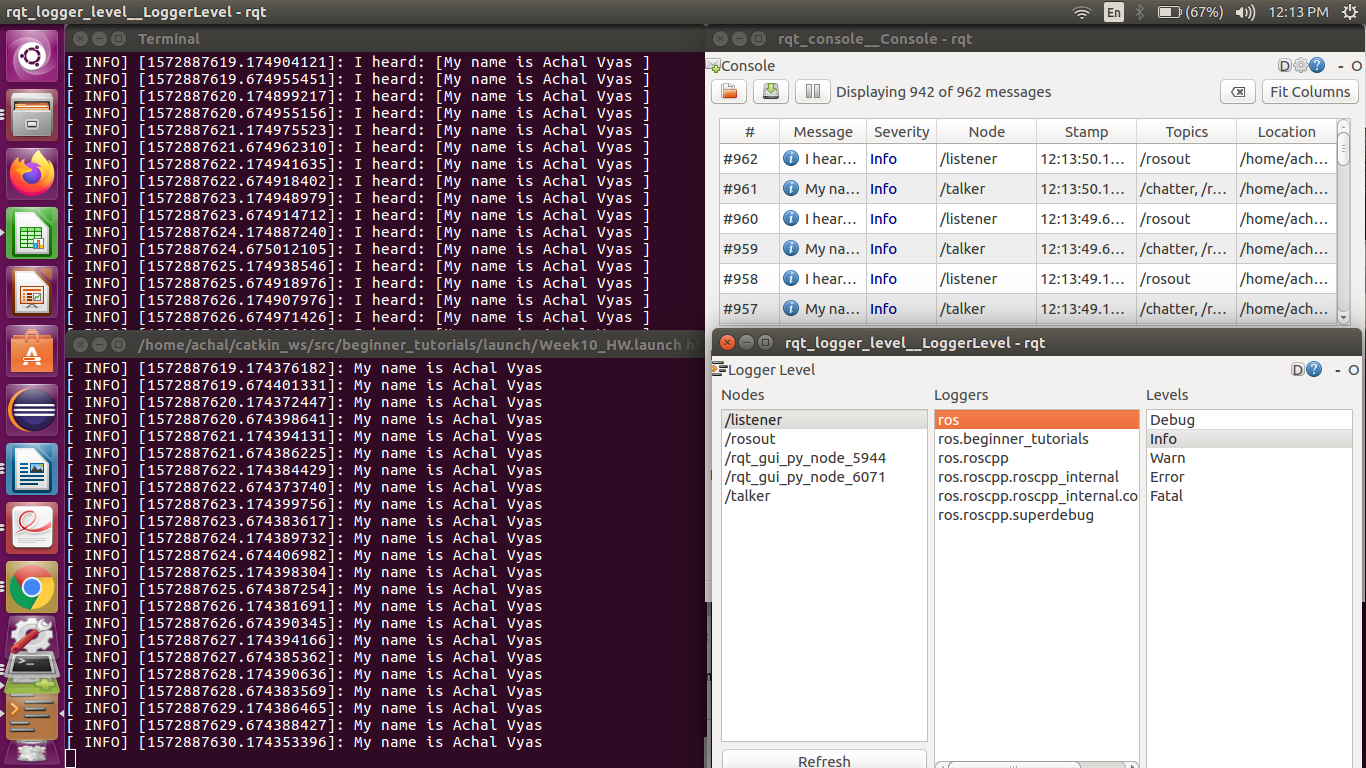 rqt_logger_level__LoggerLevel - rqt
En
(67%)
12:13 PM
Terminal
[ INFO] [1572887619.174904121]: I heard: [My name is Achal Vyas ]
[ INFO] [1572887619.674955451]: I heard: [My name is Achal Vyas ]
[ INFO] [1572887620.174899217]: I heard: [My name is Achal Vyas ]
[ INFO] [1572887620.674955156]: I heard: [My name is Achal Vyas ]
[ INFO] [1572887621.174975523]: I heard: [My name is Achal Vyas ]
[ INFO] [1572887621.674962310]: I heard: [My name is Achal Vyas ]
[ INFO] [1572887622.174941635]: I heard: [My name is Achal Vyas ]
[ INFO] [1572887622.674918402]: I heard: [My name is Achal Vyas ]
[ INFO] [1572887623.174948979]: I heard: [My name is Achal Vyas ]
[ INFO] [1572887623.674914712]: I heard: [My name is Achal Vyas ]
[ INFO] [1572887624.174887240]: I heard: [My name is Achal Vyas ]
[ INFO] [1572887624.675012105]: I heard: [My name is Achal Vyas ]
[ INFO] [1572887625.174938546]: I heard: [My name is Achal Vyas ]
[ INFO] [1572887625.674918976]: I heard: [My name is Achal Vyas ]
[ INFO] [1572887626.174907976]: I heard: [My name is Achal Vyas ]
[ INFO] [1572887626.674971426]: I heard: [My name is Achal Vyas ]
/home/achal/catkin_ws/src/beginner_tutorials/launch/Week10_HW.launch
[ INFO] [1572887619.174376182]: My name is Achal Vyas
[ INFO] [1572887619.674401331]: My name is Achal Vyas
[ INFO] [1572887620.174372447]: My name is Achal Vyas
[ INFO] [1572887620.674398641]: My name is Achal Vyas
[ INFO] [1572887621.174394131]: My name is Achal Vyas
[ INFO] [1572887621.674386225]: My name is Achal Vyas
[ INFO] [1572887622.174384429]: My name is Achal Vyas
[ INFO] [1572887622.674373740]: My name is Achal Vyas
[ INFO] [1572887623.174399756]: My name is Achal Vyas
[ INFO] [1572887623.674383617]: My name is Achal Vyas
[ INFO] [1572887624.174389732]: My name is Achal Vyas
[ INFO] [1572887624.674406982]: My name is Achal Vyas
[ INFO] [1572887625.174398304]: My name is Achal Vyas
[ INFO] [1572887625.674387254]: My name is Achal Vyas
[ INFO] [1572887626.174381691]: My name is Achal Vyas
[ INFO] [1572887626.674390345]: My name is Achal Vyas
[ INFO] [1572887627.174394166]: My name is Achal Vyas
[ INFO] [1572887627.674385362]: My name is Achal Vyas
[ INFO] [1572887628.174390636]: My name is Achal Vyas
[ INFO] [1572887628.674383569]: My name is Achal Vyas
[ INFO] [1572887629.174386465]: My name is Achal Vyas
[ INFO] [1572887629.674388427]: My name is Achal Vyas
[ INFO] [1572887630.174353396]: My name is Achal Vyas
rqt_console__Console - rqt
Console D ? - O
Displaying 942 of 962 messages
Fit Columns
# Message Severity Node Stamp Topics Location
#962 I hear… Info /listener 12:13:50.1… /rosout /home/ach…
#961 My na… Info /talker 12:13:50.1… /chatter, /r… /home/ach…
#960 I hear… Info /listener 12:13:49.6… /rosout /home/ach…
#959 My na… Info /talker 12:13:49.6… /chatter, /r… /home/ach…
#958 I hear… Info /listener 12:13:49.1… /rosout /home/ach…
#957 My na… Info /talker 12:13:49.1… /chatter, /r… /home/ach…
rqt_logger_level__LoggerLevel - rqt
Logger Level D ? - O
Nodes
/listener
/rosout
/rqt_gui_py_node_5944
/rqt_gui_py_node_6071
/talker
Refresh
Loggers
ros
ros.beginner_tutorials
ros.roscpp
ros.roscpp.roscpp_internal
ros.roscpp.roscpp_internal.co
ros.roscpp.superdebug
Levels
Debug
Info
Warn
Error
Fatal